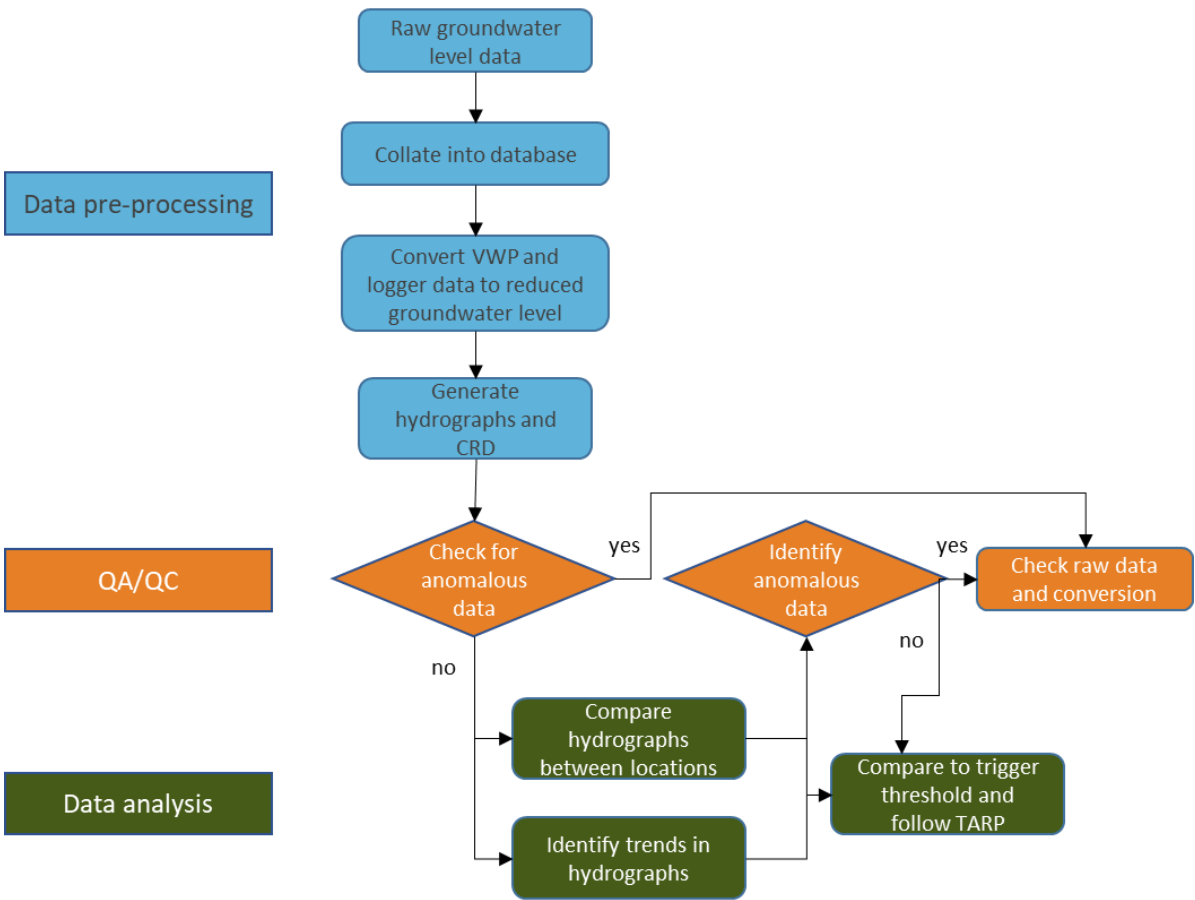 Raw groundwater
level data
Collate into database
Data pre-processing
Convert VWP and
logger data to reduced
groundwater level
Generate
hydrographs and
CRD
QA/QC
Check for
anomalous
data
yes
Identify
anomalous
data
yes
Check raw data
and conversion
no
no
Compare
hydrographs
between locations
Data analysis
Compare to trigger
threshold and
follow TARP
Identify trends in
hydrographs